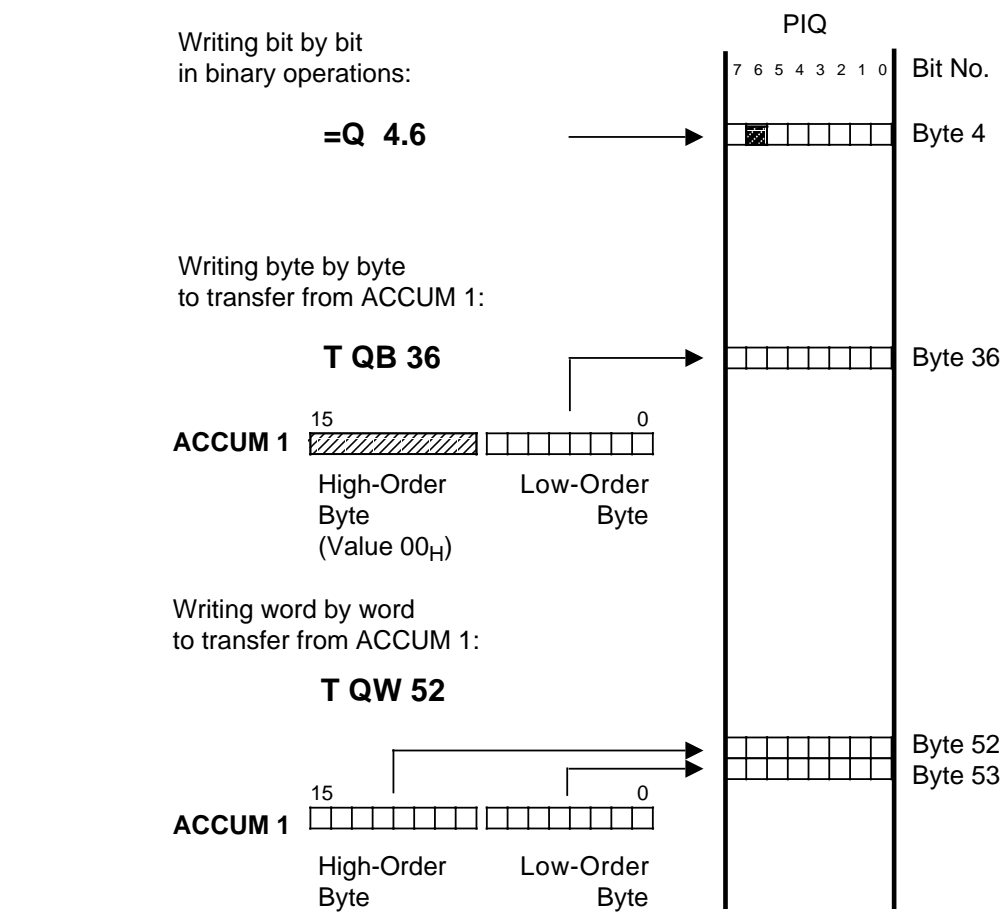 PIQ
Writing bit by bit
in binary operations:
7 6 5 4 3 2 1 0 Bit No.
=Q 4.6 Byte 4
Writing byte by byte
to transfer from ACCUM 1:
T QB 36 Byte 36
15 0
ACCUM 1
High-Order Low-Order
Byte Byte
(Value 00H)
Writing word by word
to transfer from ACCUM 1:
T QW 52
Byte 52
Byte 53
15 0
ACCUM 1
High-Order Low-Order
Byte Byte